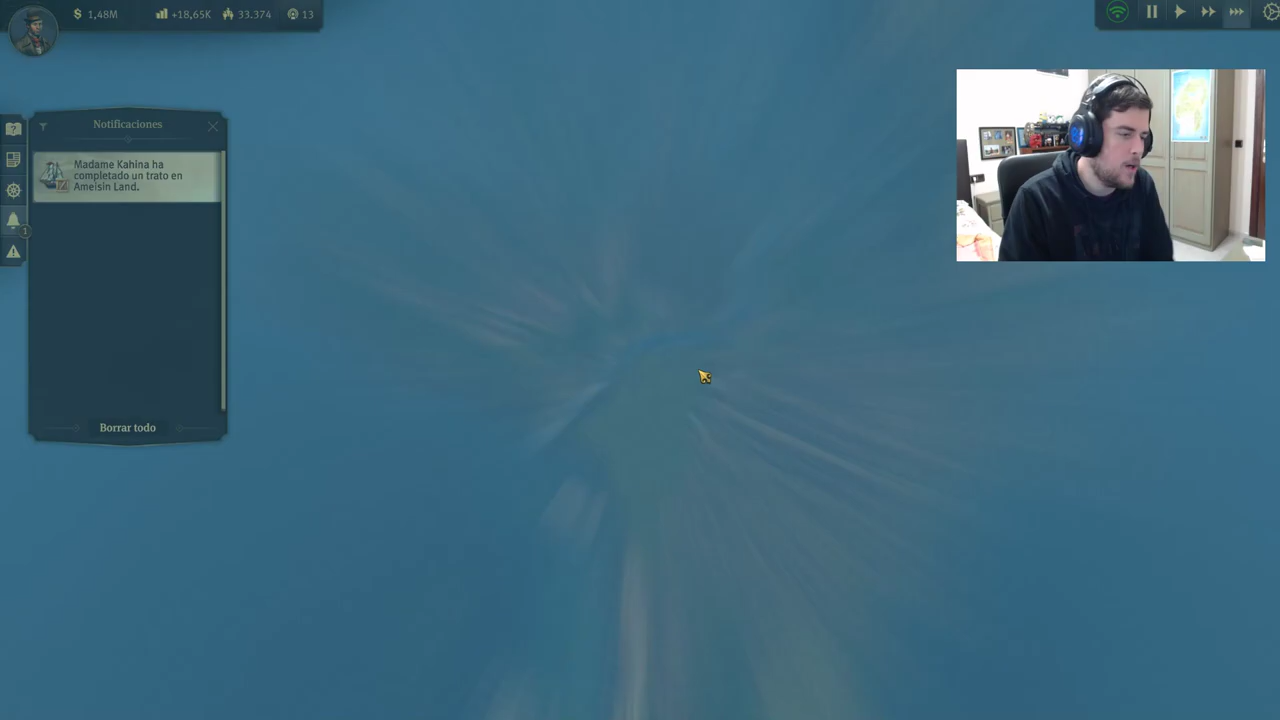 $ 1,48M +18,65K 33.374 13
Notificaciones
Madame Kahina ha
completado un trato en
Ameisin Land.
1
Borrar todo